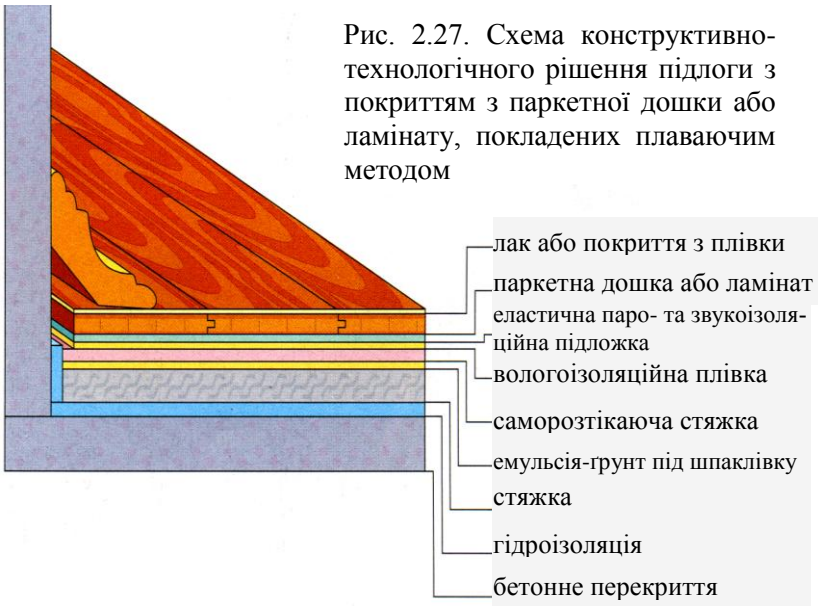 Рис. 2.27. Схема конструктивно-
технологічного рішення підлоги з
покриттям з паркетної дошки або
ламінату, покладених плаваючим
методом
лак або покриття з плівки
паркетна дошка або ламінат
еластична паро- та звукоізоля-
ційна підложка
вологоізоляційна плівка
саморозтікаюча стяжка
емульсія-ґрунт під шпаклівку
стяжка
гідроізоляція
бетонне перекриття